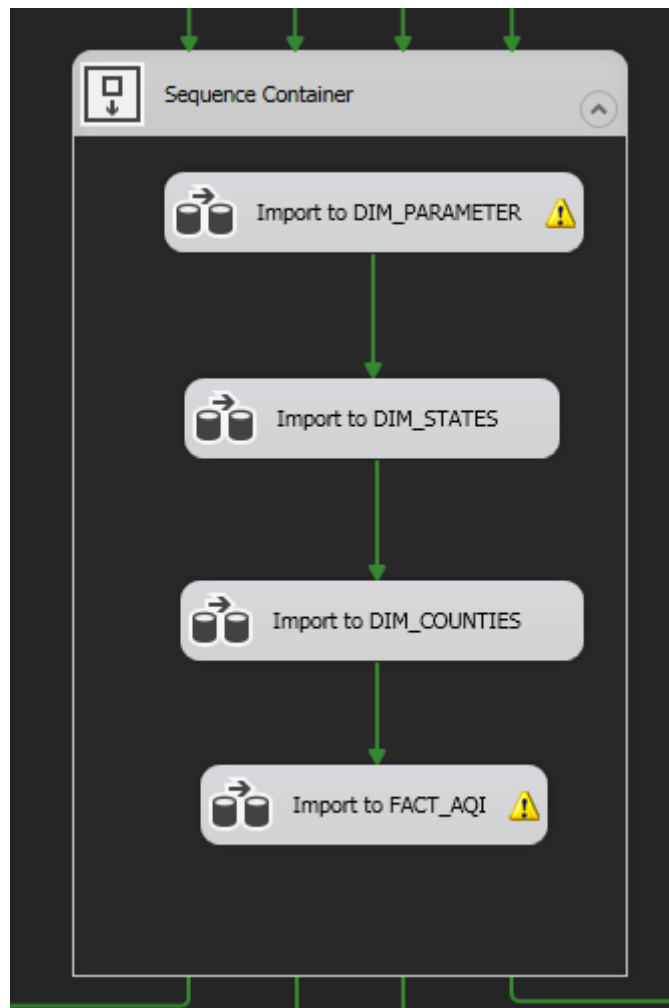 Sequence Container
Import to DIM_PARAMETER
Import to DIM_STATES
Import to DIM_COUNTIES
Import to FACT_AQI